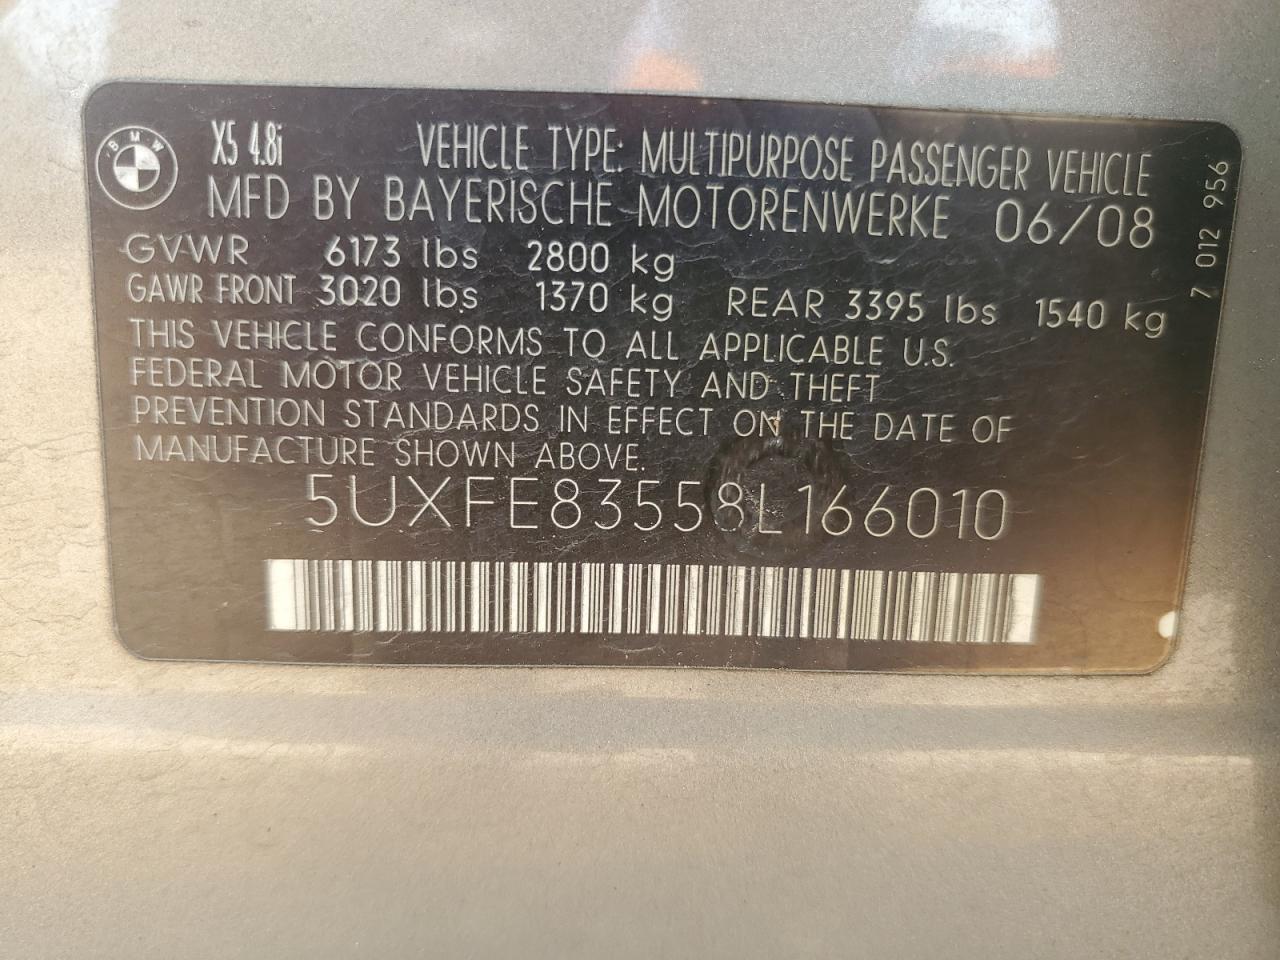 BMW
X5 4.8i
VEHICLE TYPE: MULTIPURPOSE PASSENGER VEHICLE
MFD BY BAYERISCHE MOTORENWERKE 06/08
GVWR 6173 lbs 2800 kg
GAWR FRONT 3020 lbs 1370 kg REAR 3395 lbs 1540 kg
THIS VEHICLE CONFORMS TO ALL APPLICABLE U.S.
FEDERAL MOTOR VEHICLE SAFETY AND THEFT
PREVENTION STANDARDS IN EFFECT ON THE DATE OF
MANUFACTURE SHOWN ABOVE.
5UXFE83558L166010
7 012 956